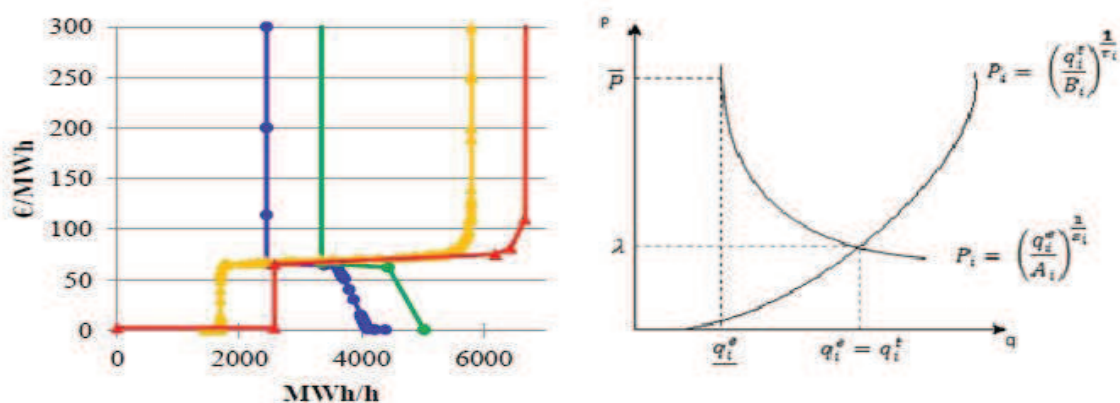 300
250
200
150
100
50
0
€/MWh
0 2000 4000 6000
MWh/h
P
p̅
λ
P_i = (q_i^t / B_i)^{1/τ_i}
P_i = (q_i^e / A_i)^{1/ε_i}
q_i^e q_i^e = q_i^t q